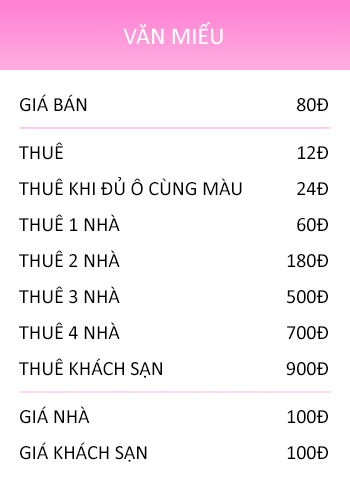 VĂN MIẾU
GIÁ BÁN 80Đ
THUÊ 12Đ
THUÊ KHI ĐỦ Ô CÙNG MÀU 24Đ
THUÊ 1 NHÀ 60Đ
THUÊ 2 NHÀ 180Đ
THUÊ 3 NHÀ 500Đ
THUÊ 4 NHÀ 700Đ
THUÊ KHÁCH SẠN 900Đ
GIÁ NHÀ 100Đ
GIÁ KHÁCH SẠN 100Đ